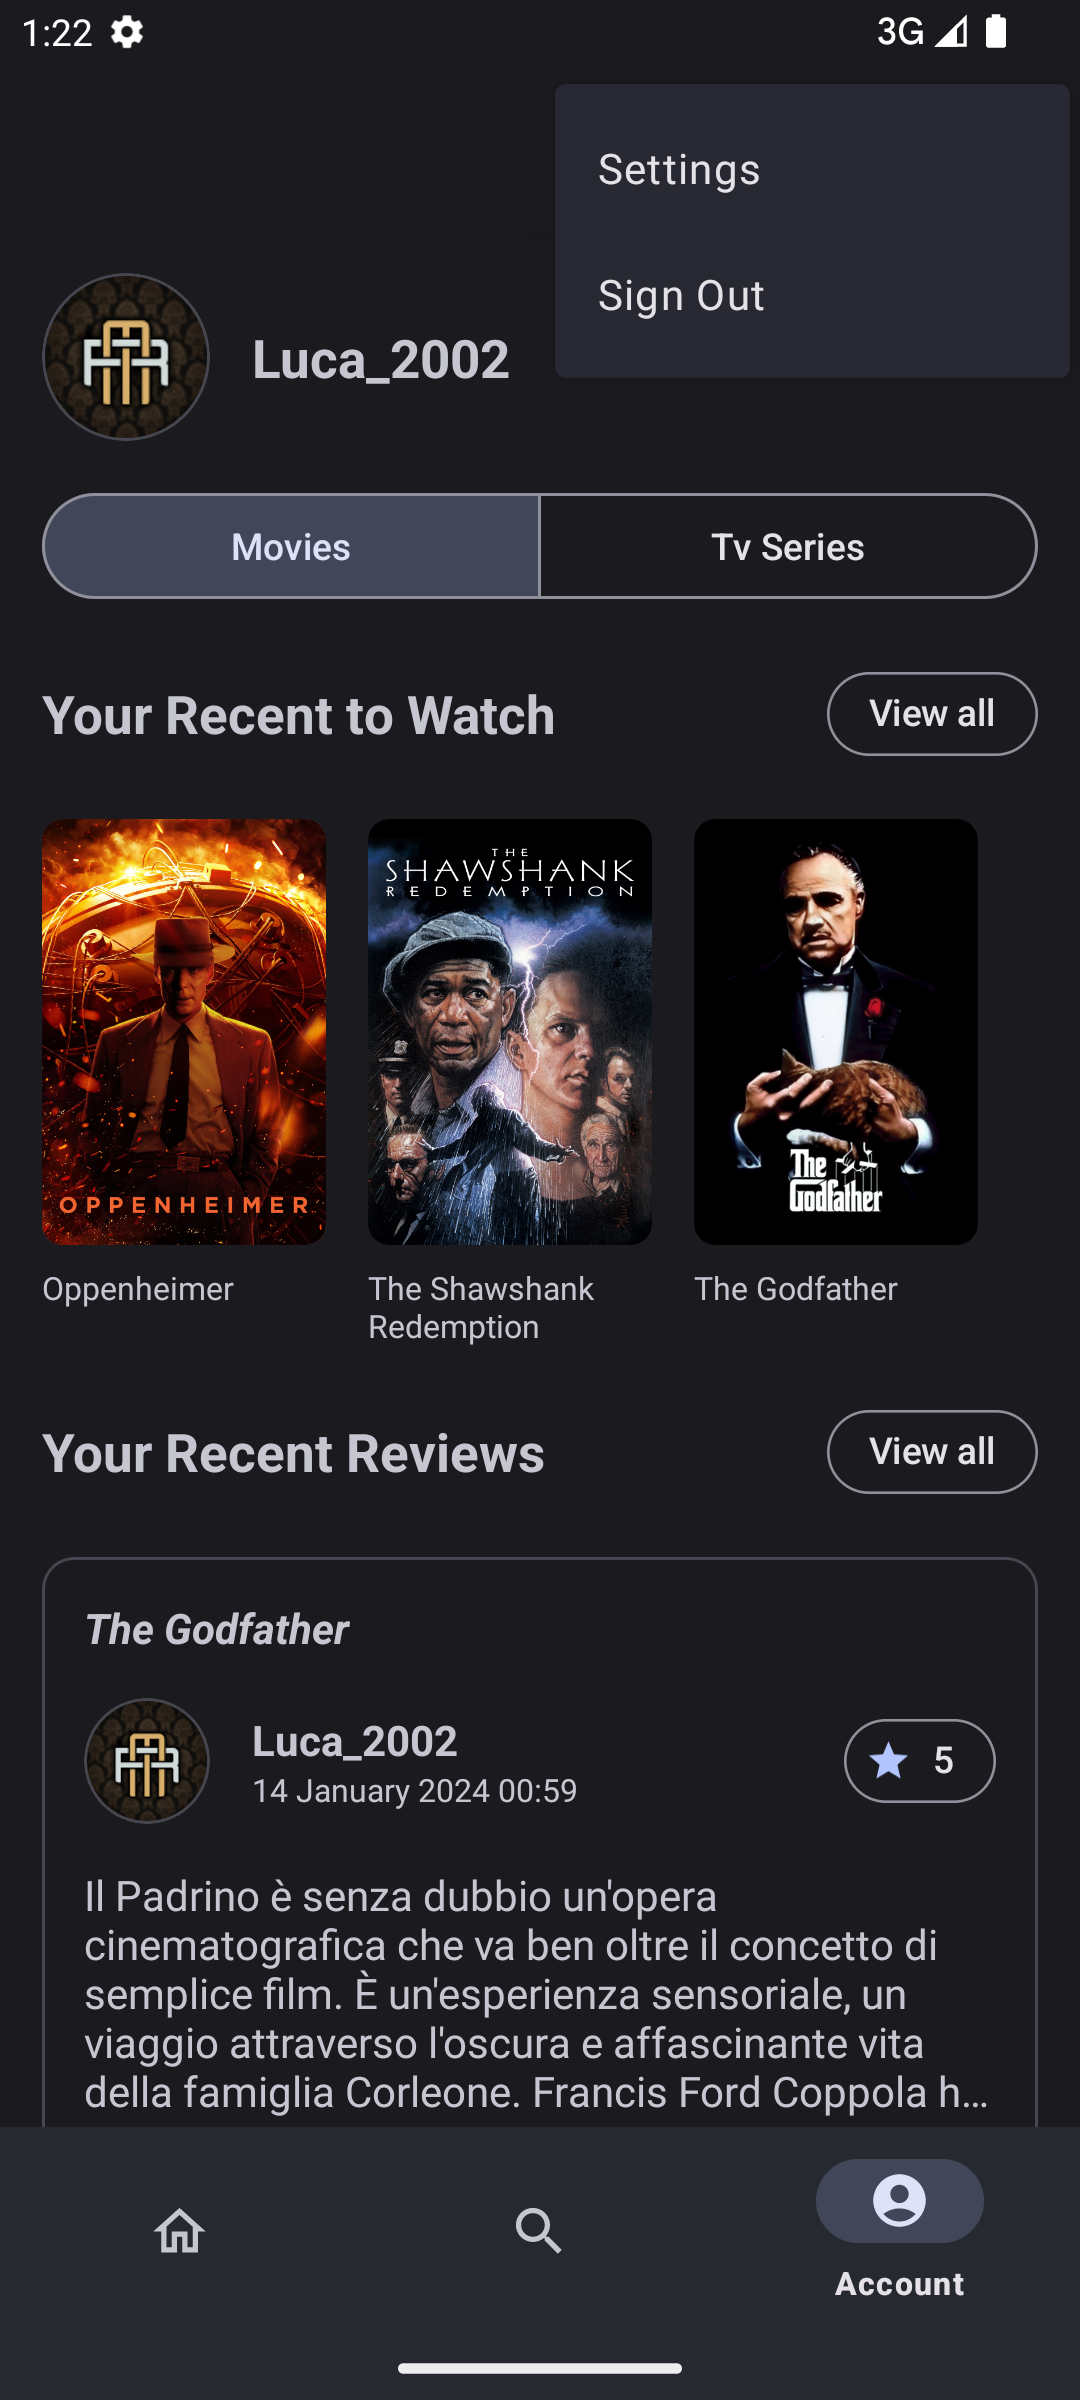 1:22
3G
Settings
Sign Out
Luca_2002
Movies
Tv Series
Your Recent to Watch
View all
THE
SHAWSHANK
REDEMPTION
OPPENHEIMER
The
Godfather
Oppenheimer
The Shawshank
Redemption
The Godfather
Your Recent Reviews
View all
The Godfather
Luca_2002
14 January 2024 00:59
5
Il Padrino è senza dubbio un'opera
cinematografica che va ben oltre il concetto di
semplice film. È un'esperienza sensoriale, un
viaggio attraverso l'oscura e affascinante vita
della famiglia Corleone. Francis Ford Coppola h…
Account